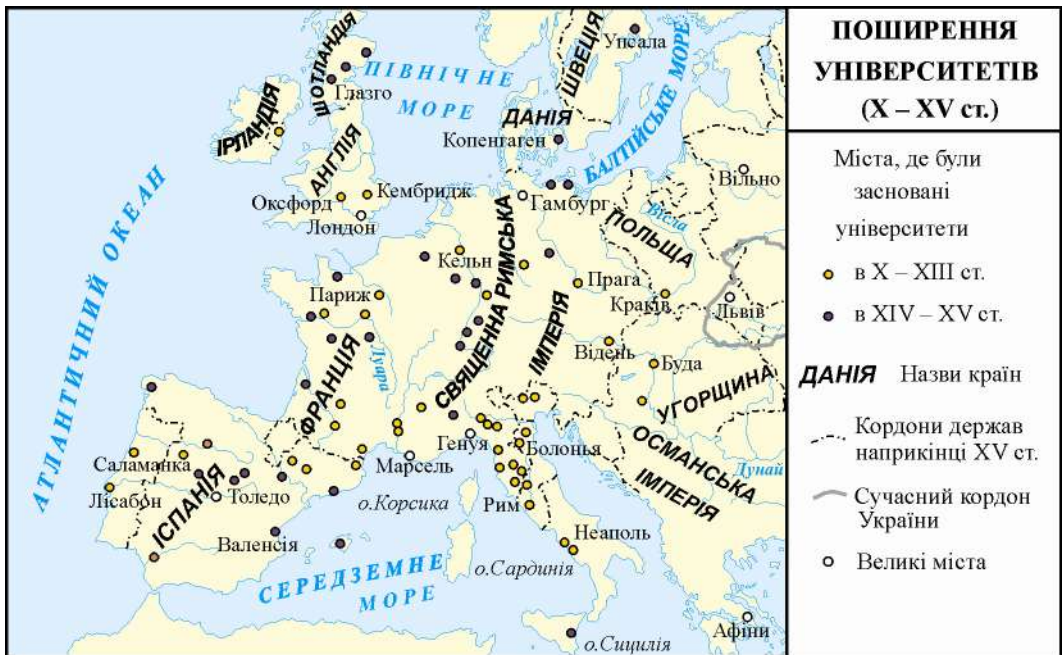 ПОШИРЕННЯ
УНІВЕРСИТЕТІВ
(X – XV ст.)
Міста, де були
засновані
університети
в X – XIII ст.
в XIV – XV ст.
ДАНІЯ Назви країн
Кордони держав
наприкінці XV ст.
Сучасний кордон
України
Великі міста
АТЛАНТИЧНИЙ ОКЕАН
ПІВНІЧНЕ
МОРЕ
БАЛТІЙСЬКЕ МОРЕ
СЕРЕДЗЕМНЕ
МОРЕ
ШОТЛАНДІЯ
Глазго
ІРЛАНДІЯ
АНГЛІЯ
Оксфорд
Кембридж
Лондон
ШВЕЦІЯ
Упсала
ДАНІЯ
Копенгаген
Гамбург
Вільно
Вісла
ПОЛЬЩА
Краків
Львів
Прага
Кельн
СВЯЩЕННА РИМСЬКА
ІМПЕРІЯ
Відень
Буда
УГОРЩИНА
ОСМАНСЬКА
ІМПЕРІЯ
Дунай
Париж
Луара
ФРАНЦІЯ
Марсель
Генуя
Болонья
Рим
Неаполь
о.Корсика
о.Сардинія
о.Сицилія
Афіни
Саламанка
Лісабон
ІСПАНІЯ
Толедо
Валенсія